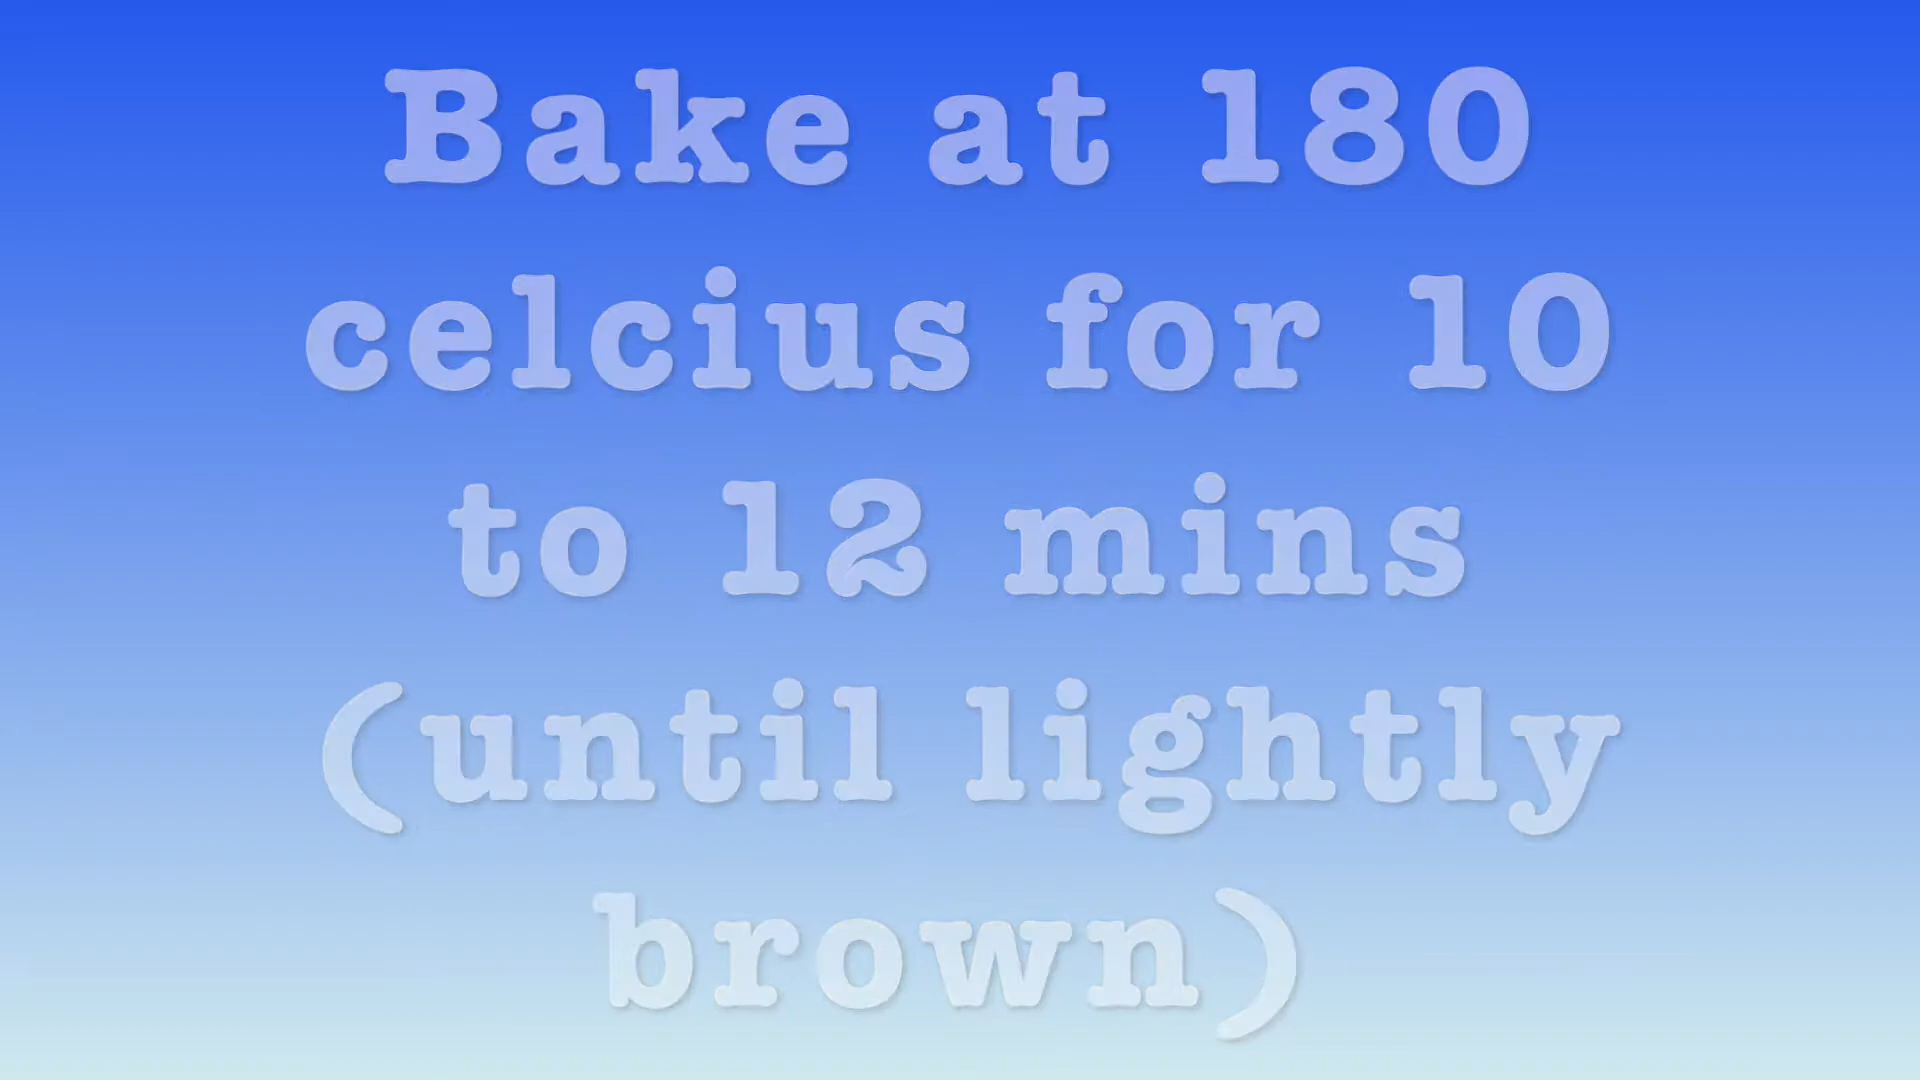 Bake at 180
celcius for 10
to 12 mins
(until lightly
brown)